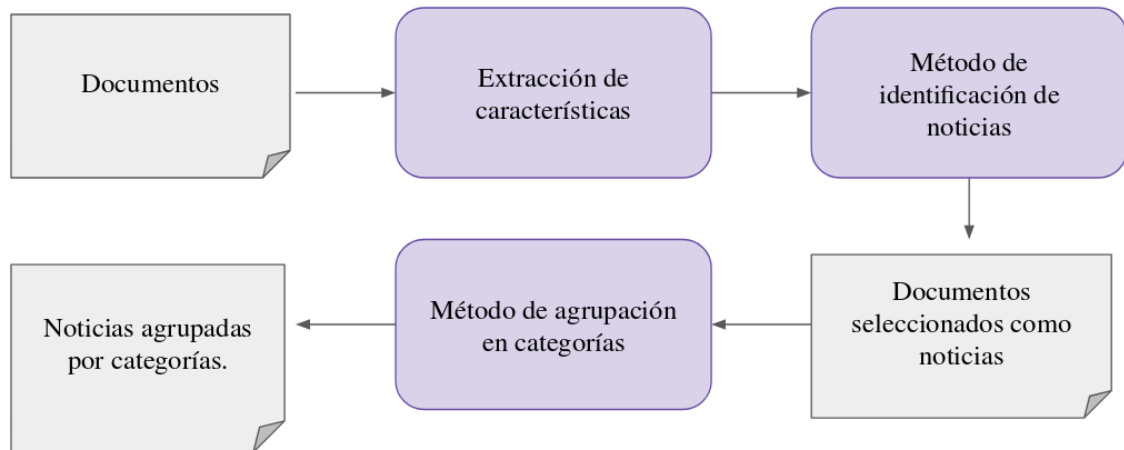 Documentos
Extracción de
características
Método de
identificación de
noticias
Documentos
seleccionados como
noticias
Método de agrupación
en categorías
Noticias agrupadas
por categorías.